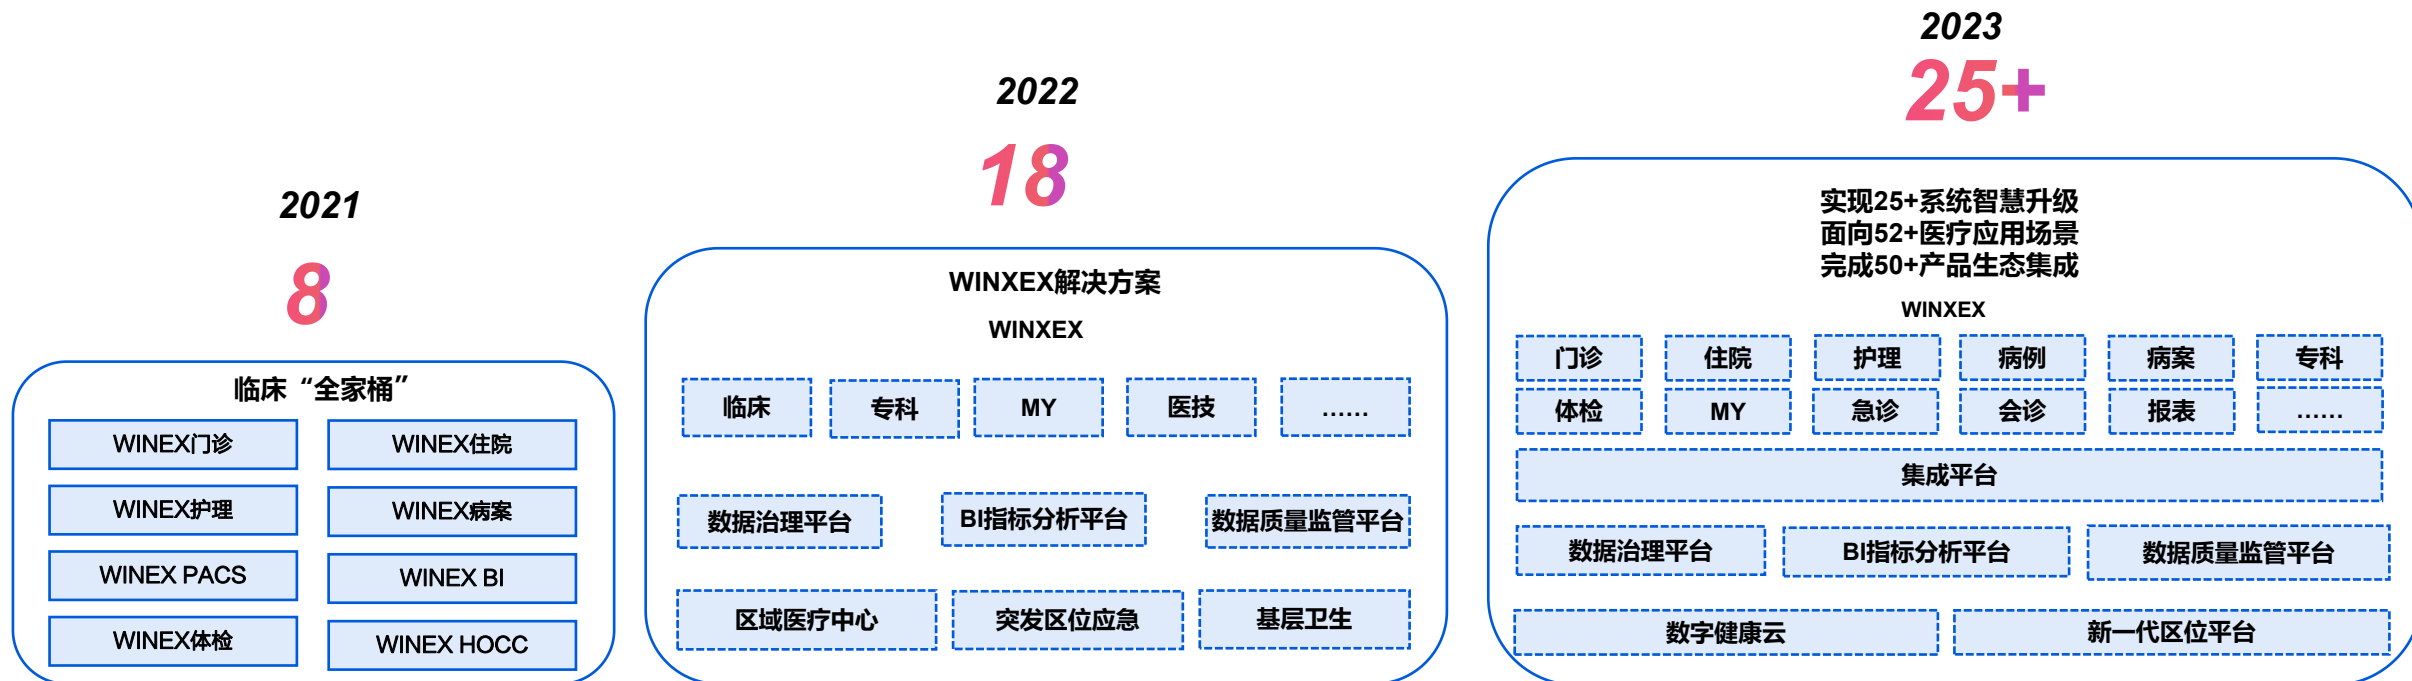 2021
8
临床“全家桶”
WINEX门诊
WINEX住院
WINEX护理
WINEX病案
WINEX PACS
WINEX BI
WINEX体检
WINEX HOCC
2022
18
WINXEX解决方案
WINXEX
临床
专科
MY
医技
……
数据治理平台
BI指标分析平台
数据质量监管平台
区域医疗中心
突发区位应急
基层卫生
2023
25+
实现25+系统智慧升级
面向52+医疗应用场景
完成50+产品生态集成
WINXEX
门诊
住院
护理
病例
病案
专科
体检
MY
急诊
会诊
报表
……
集成平台
数据治理平台
BI指标分析平台
数据质量监管平台
数字健康云
新一代区位平台